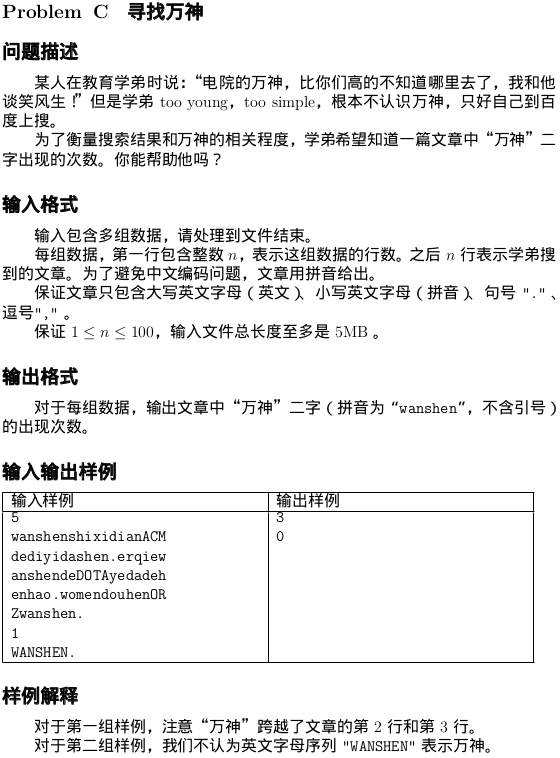 Problem C 寻找万神
问题描述
某人在教育学弟时说：“电院的万神，比你们高的不知道哪里去了，我和他
谈笑风生！”但是学弟 too young，too simple，根本不认识万神，只好自己到百
度上搜。
为了衡量搜索结果和万神的相关程度，学弟希望知道一篇文章中“万神”二
字出现的次数。你能帮助他吗？
输入格式
输入包含多组数据，请处理到文件结束。
每组数据，第一行包含整数 n，表示这组数据的行数。之后 n 行表示学弟搜
到的文章。为了避免中文编码问题，文章用拼音给出。
保证文章只包含大写英文字母（英文）、小写英文字母（拼音）、句号 "."、
逗号","。
保证 1 ≤ n ≤ 100，输入文件总长度至多是 5MB。
输出格式
对于每组数据，输出文章中“万神”二字（拼音为 “wanshen”，不含引号）
的出现次数。
输入输出样例
输入样例 输出样例
5 3
wanshenshixidianACM 0
dediyidashen.erqiew
anshendeDOTAyedadeh
enhao.womendouhenOR
Zwanshen.
1
WANSHEN.
样例解释
对于第一组样例，注意“万神”跨越了文章的第 2 行和第 3 行。
对于第二组样例，我们不认为英文字母序列 "WANSHEN" 表示万神。